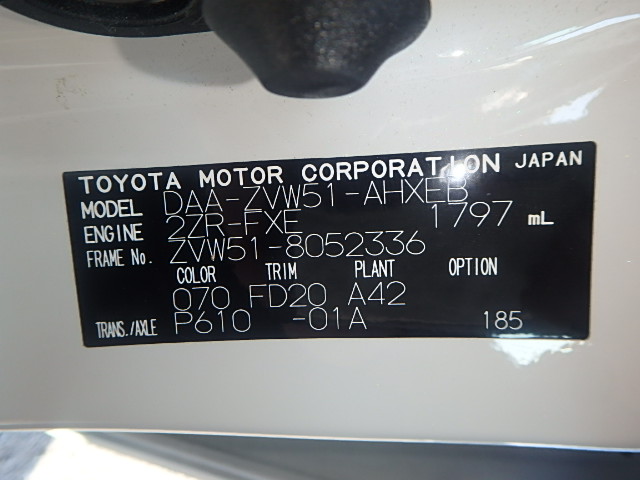 TOYOTA MOTOR CORPORATION JAPAN
MODEL DAA-ZVW51-AHXEB
ENGINE 2ZR-FXE 1797 mL
FRAME No. ZVW51-8052336
COLOR TRIM PLANT OPTION
070 FD20 A42
TRANS./AXLE P610 -01A 185